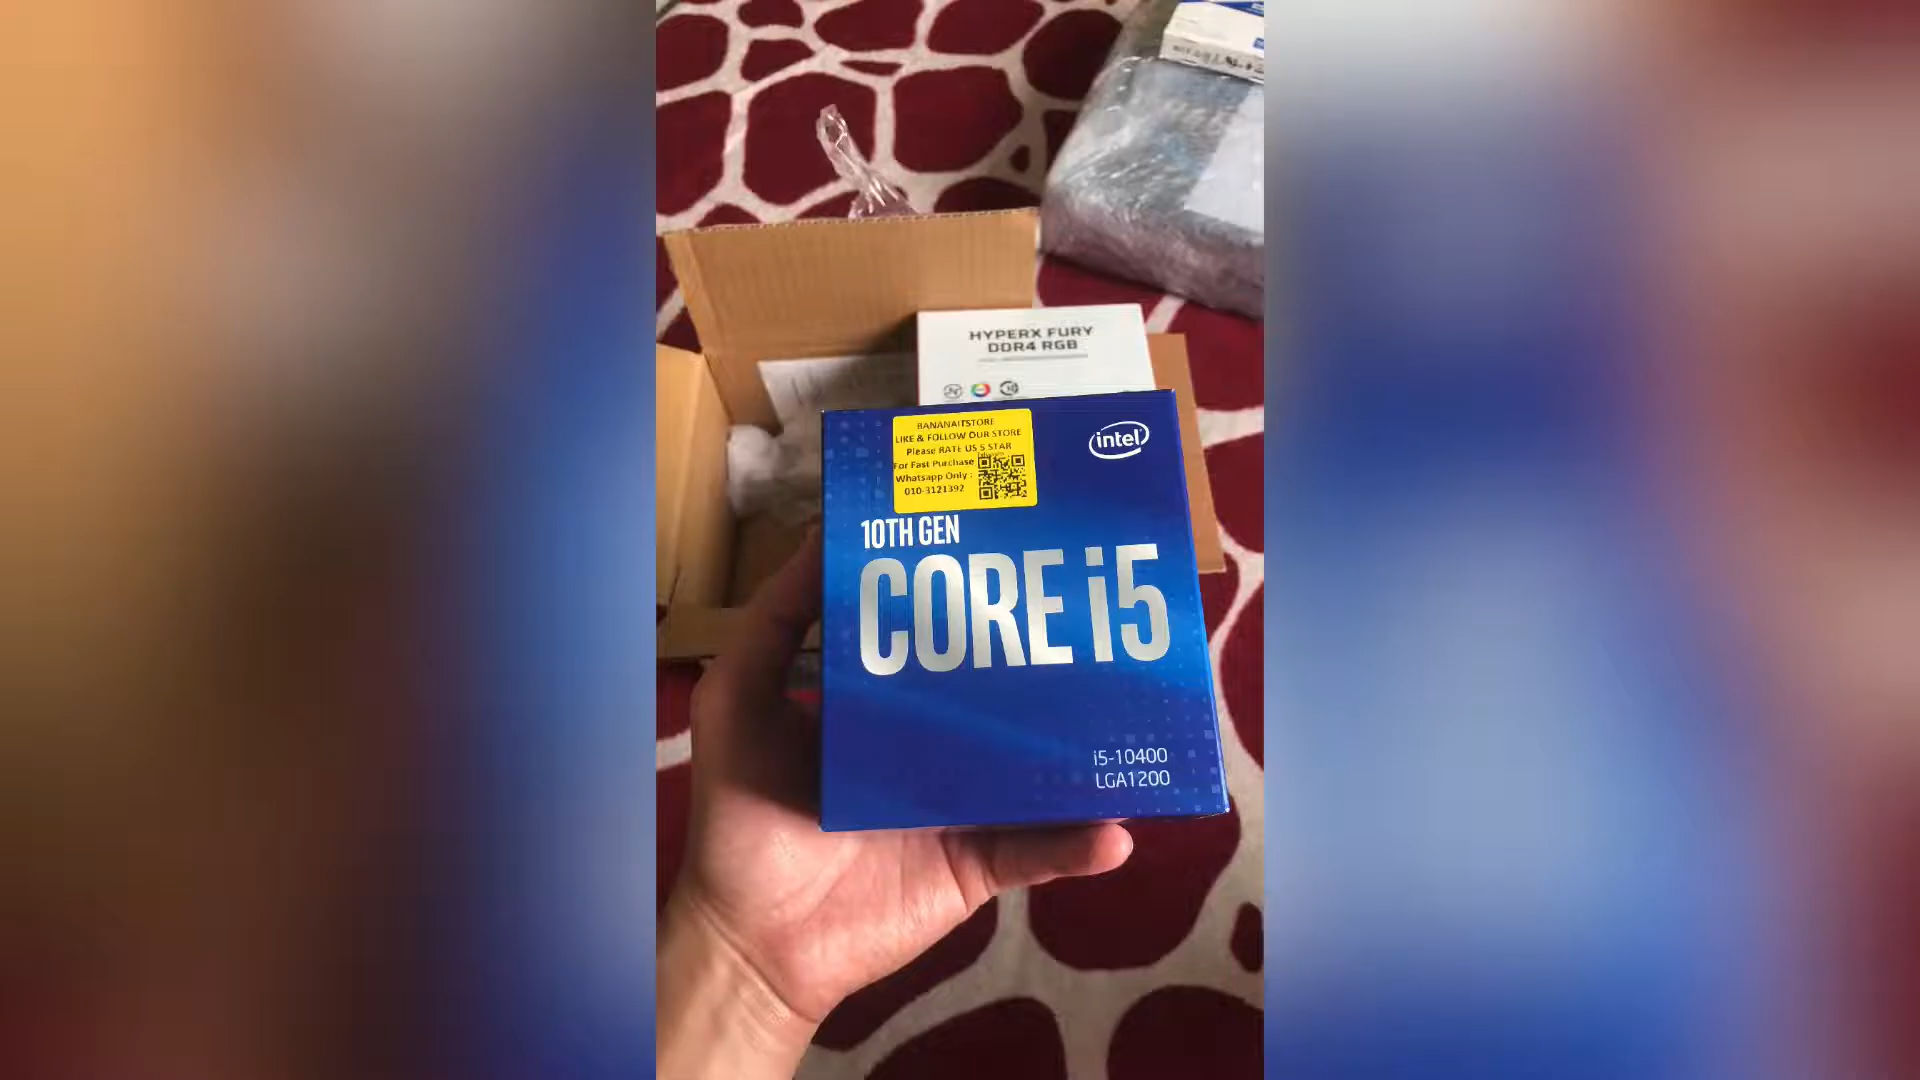 HYPERX FURY
DDR4 RGB
BANANAITSTORE
LIKE & FOLLOW OUR STORE
Please RATE US 5 STAR
For Fast Purchase
Whatsapp Only :
010-3121392
intel
10TH GEN
CORE i5
i5-10400
LGA1200